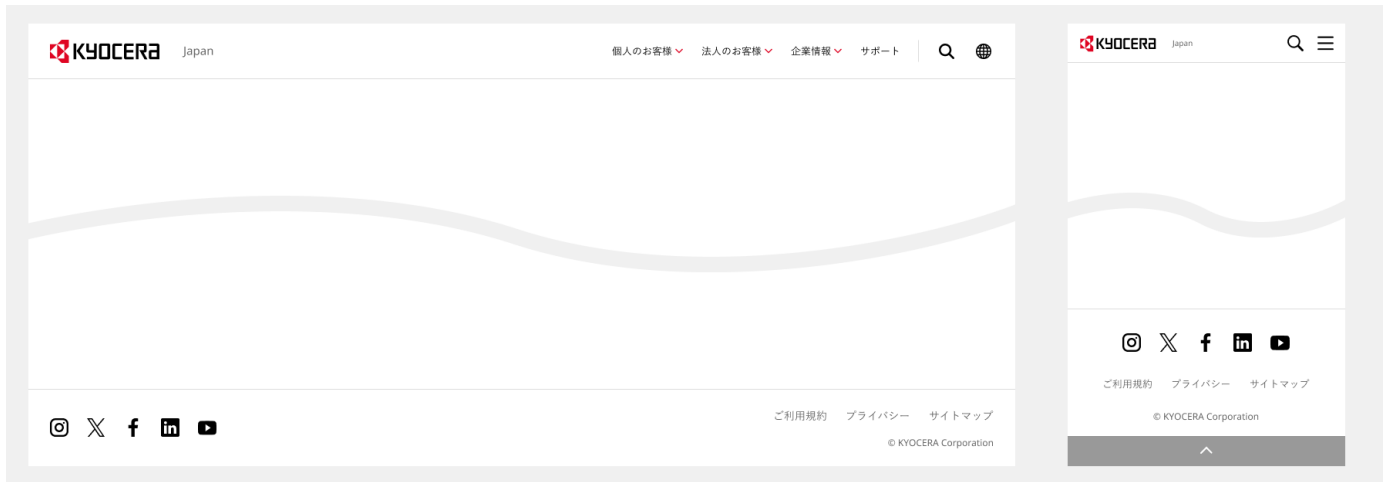 KYOCERA Japan 個人のお客様 法人のお客様 企業情報 サポート
ご利用規約 プライバシー サイトマップ
© KYOCERA Corporation
KYOCERA Japan
ご利用規約 プライバシー サイトマップ
© KYOCERA Corporation